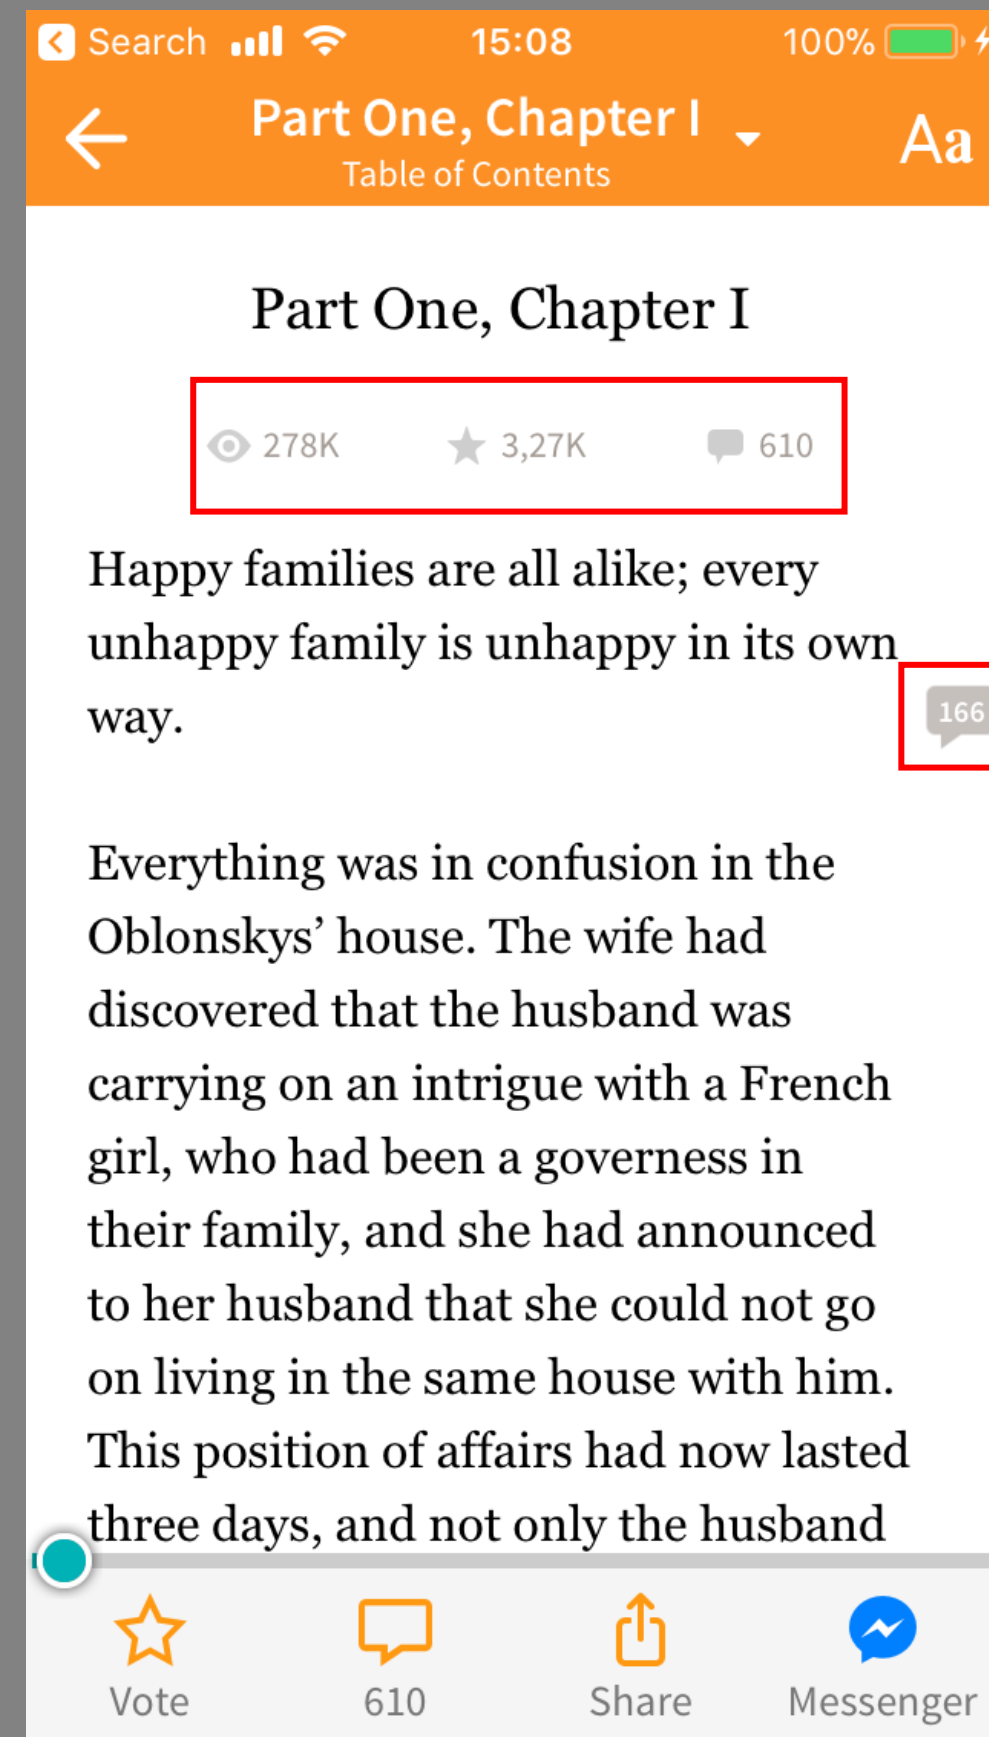 Search 15:08 100%
Part One, Chapter I
Table of Contents
Aa
Part One, Chapter I
278K 3,27K 610
Happy families are all alike; every
unhappy family is unhappy in its own
way.
166
Everything was in confusion in the
Oblonskys’ house. The wife had
discovered that the husband was
carrying on an intrigue with a French
girl, who had been a governess in
their family, and she had announced
to her husband that she could not go
on living in the same house with him.
This position of affairs had now lasted
three days, and not only the husband
Vote 610 Share Messenger